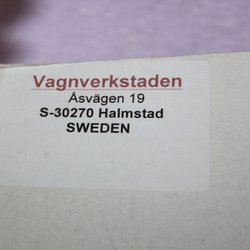 Vagnverkstaden
Åsvägen 19
S-30270 Halmstad
SWEDEN